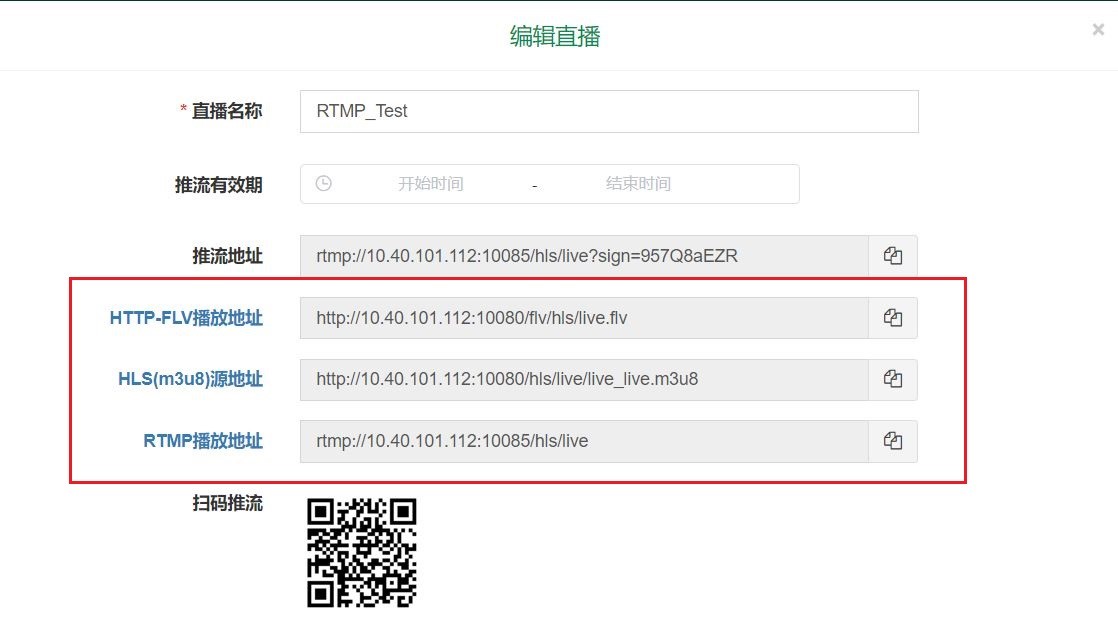 编辑直播
×
* 直播名称 RTMP_Test
推流有效期 开始时间 - 结束时间
推流地址 rtmp://10.40.101.112:10085/hls/live?sign=957Q8aEZR
HTTP-FLV播放地址 http://10.40.101.112:10080/flv/hls/live.flv
HLS(m3u8)源地址 http://10.40.101.112:10080/hls/live/live_live.m3u8
RTMP播放地址 rtmp://10.40.101.112:10085/hls/live
扫码推流